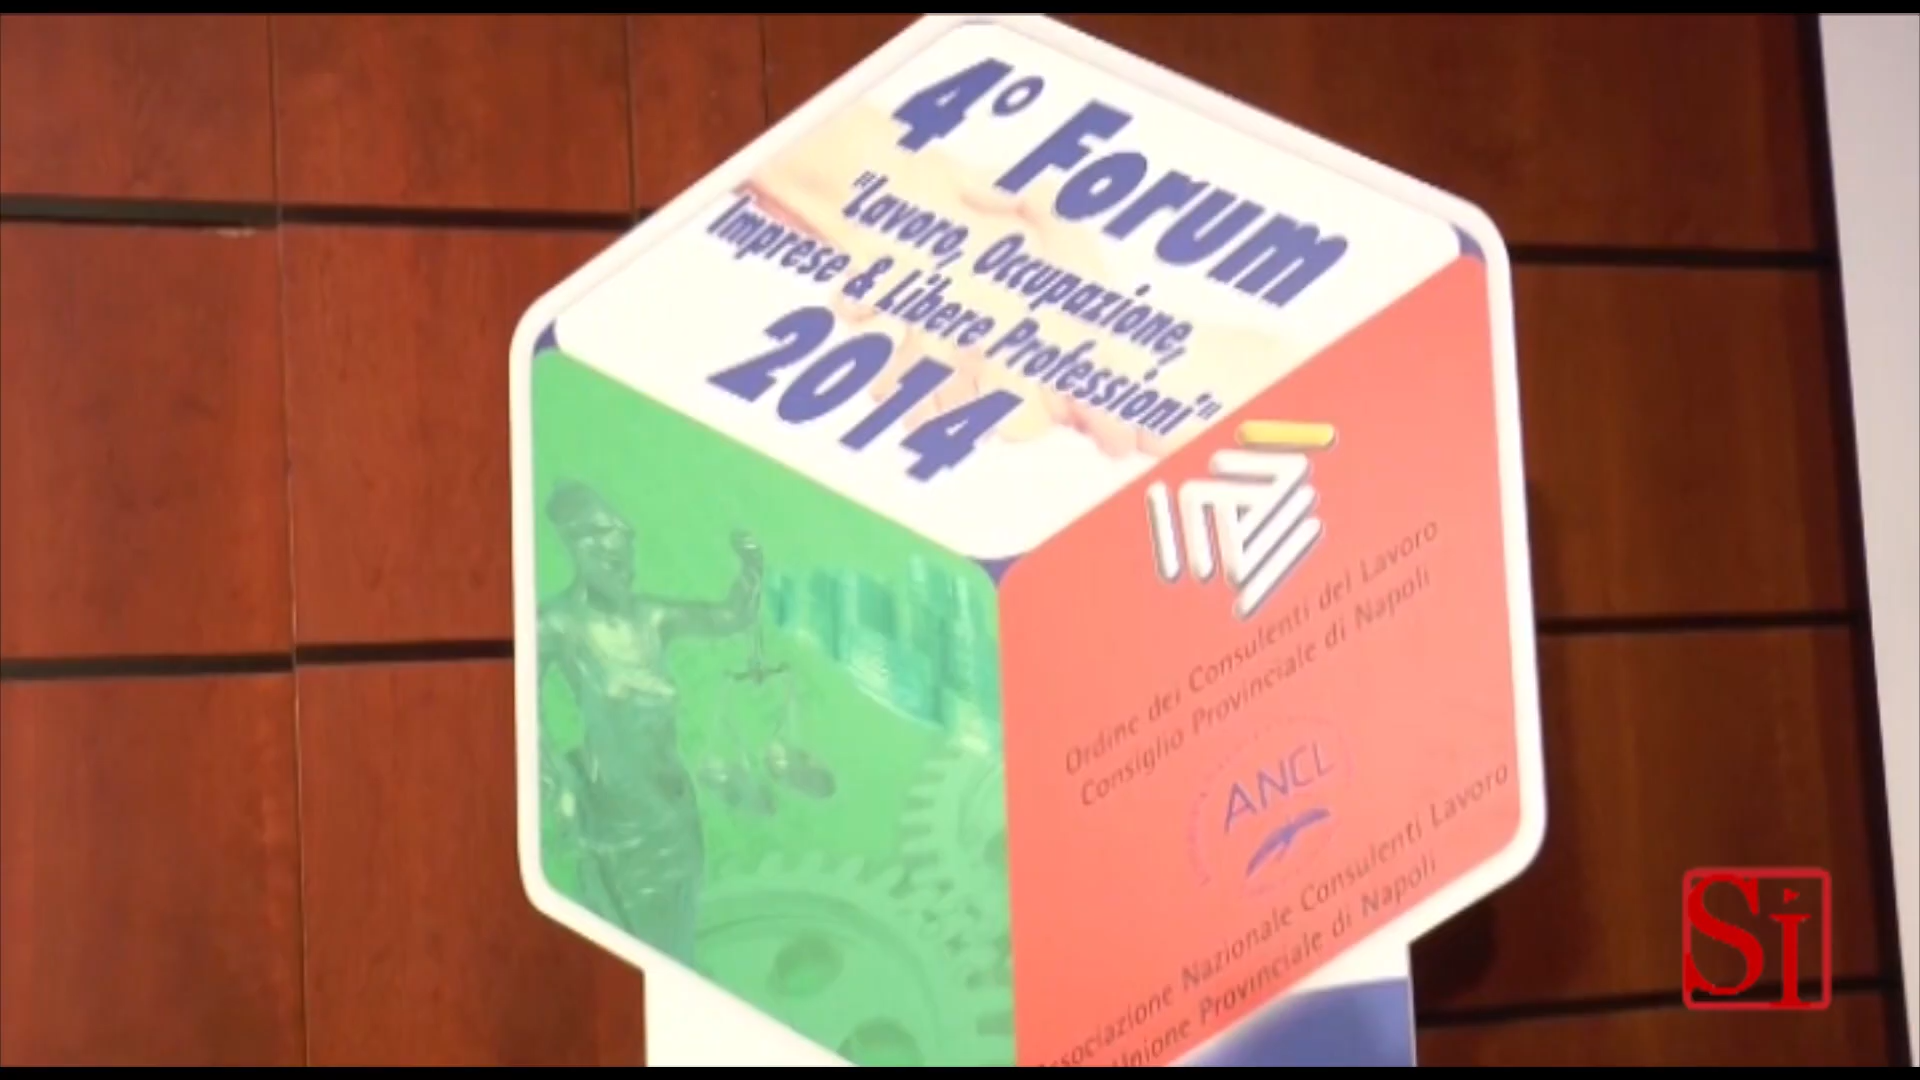 4° Forum
"Lavoro, Occupazione,
Imprese & Libere Professioni"
2014
Ordine dei Consulenti del Lavoro
Consiglio Provinciale di Napoli
ANCL
Associazione Nazionale Consulenti Lavoro
Unione Provinciale di Napoli
Si